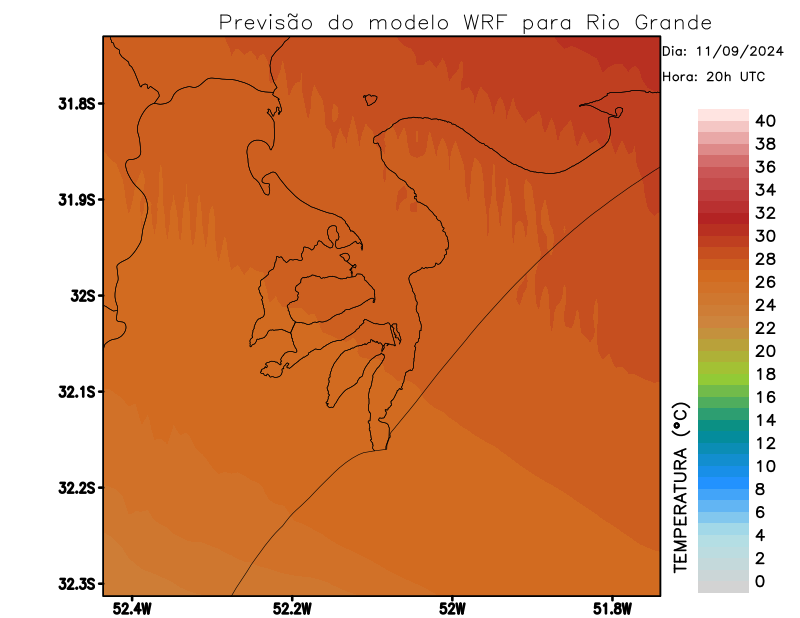 Previsão do modelo WRF para Rio Grande
Dia: 11/09/2024
Hora: 20h UTC
31.8S
31.9S
32S
32.1S
32.2S
32.3S
52.4W
52.2W
52W
51.8W
TEMPERATURA (°C)
40
38
36
34
32
30
28
26
24
22
20
18
16
14
12
10
8
6
4
2
0